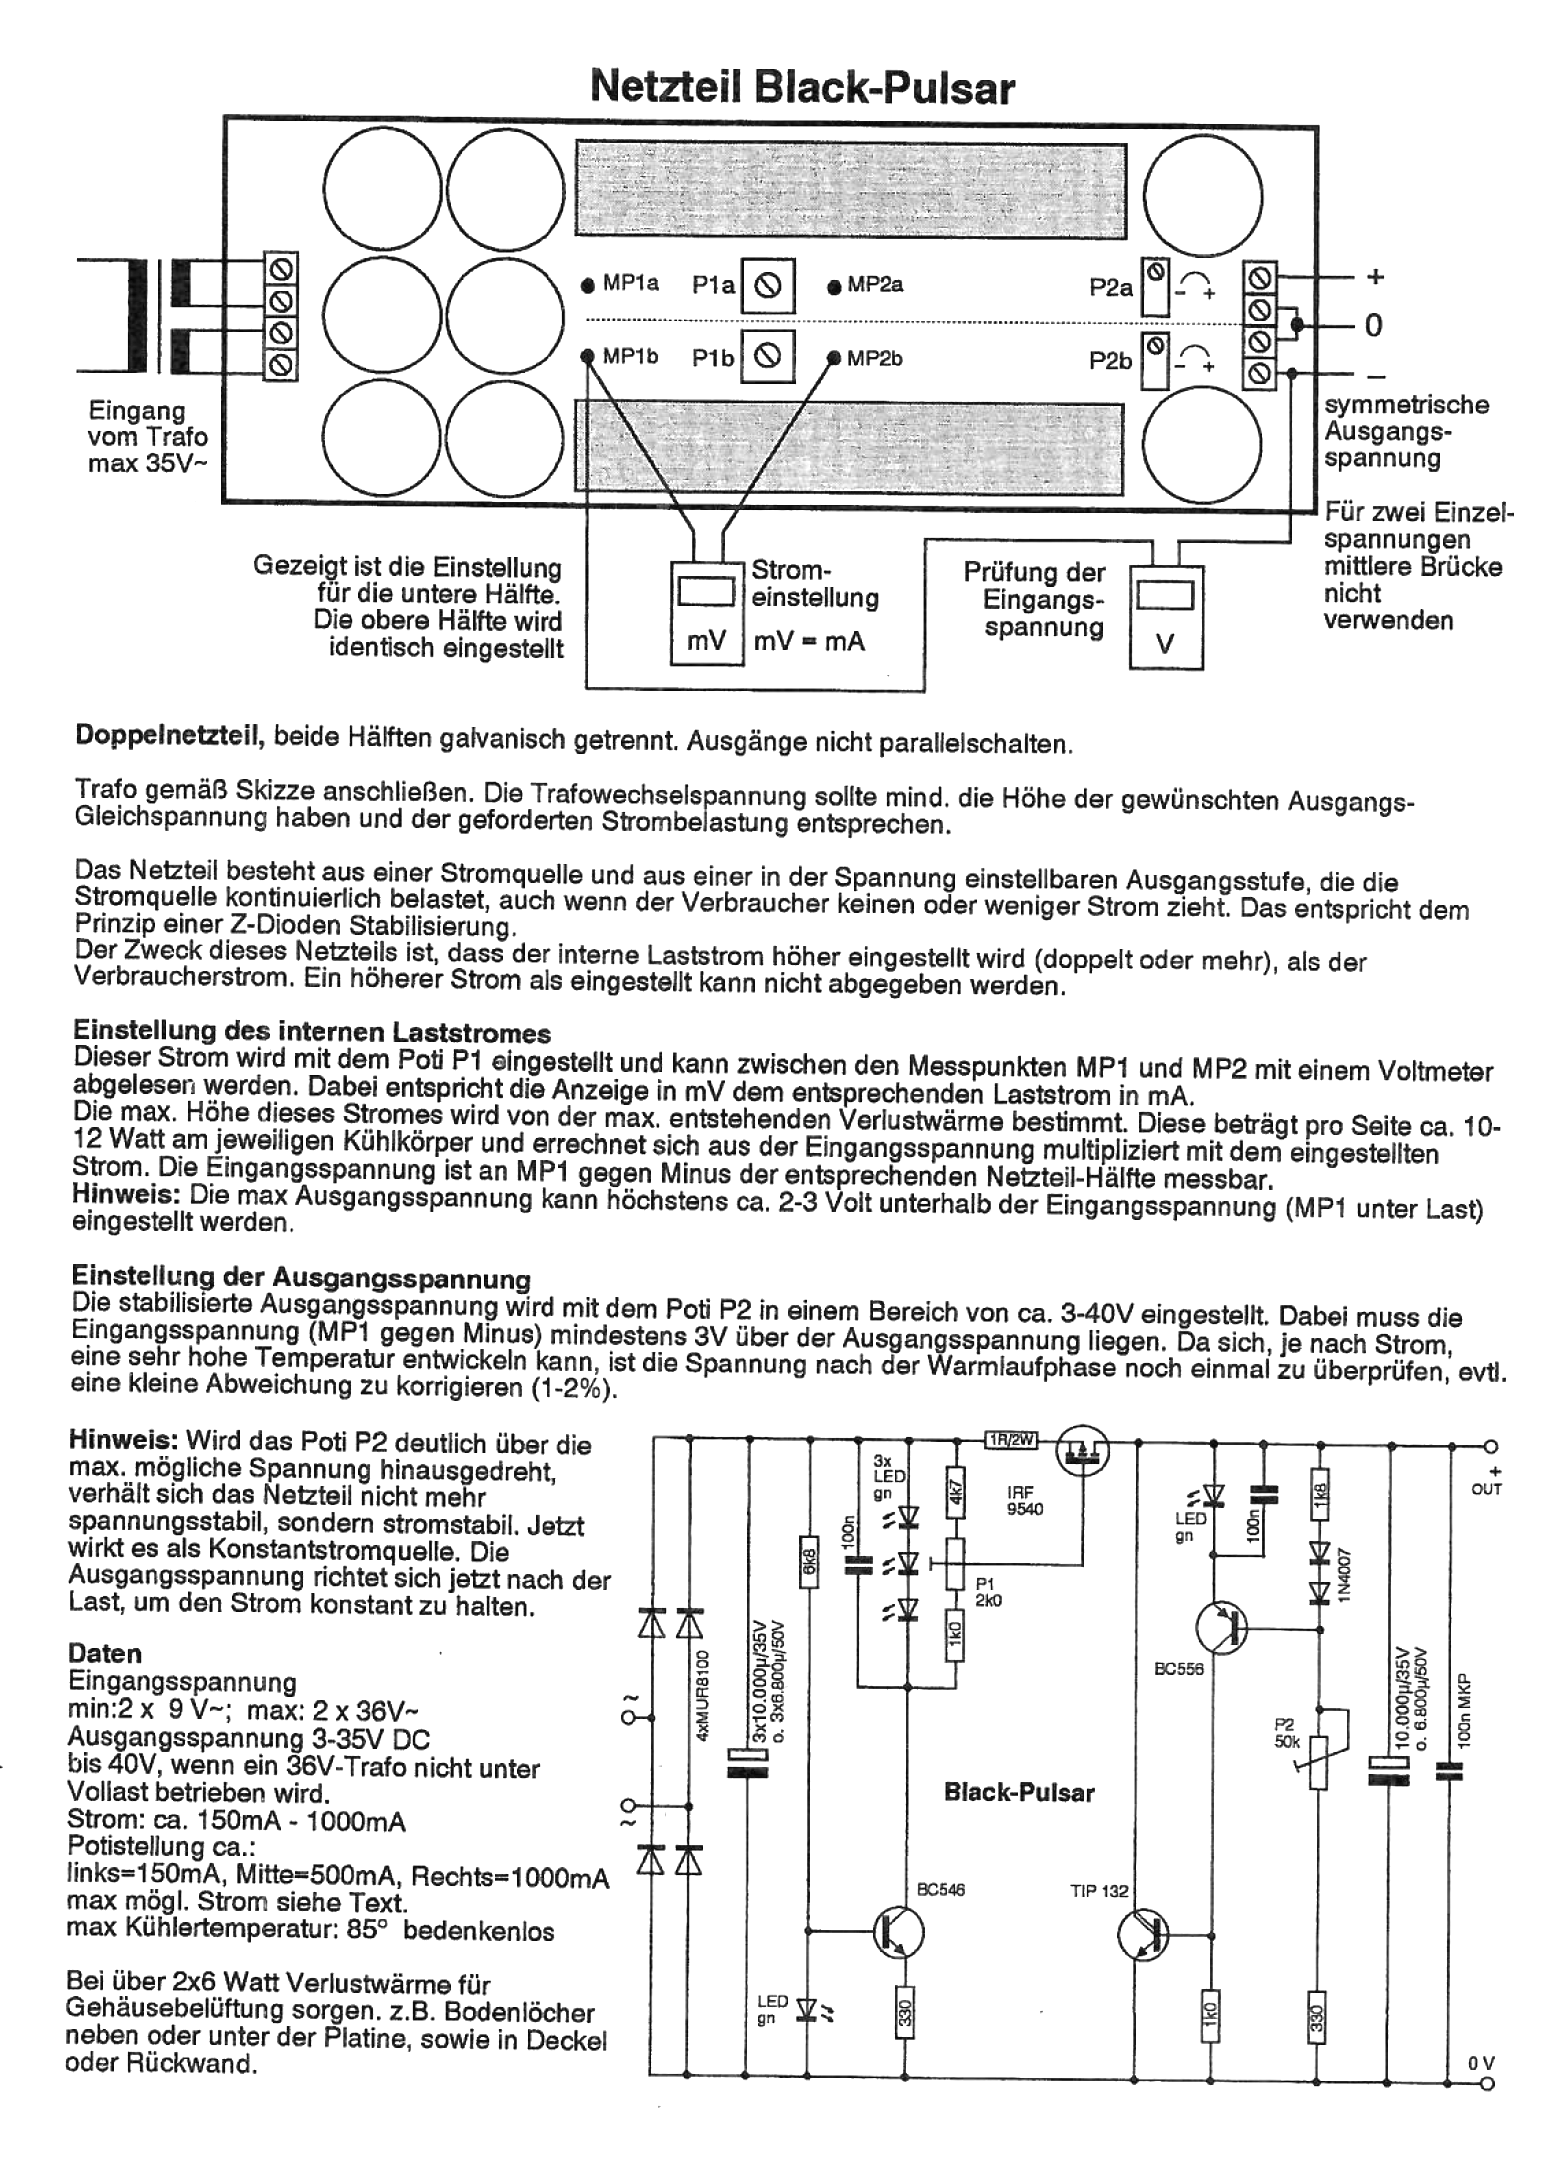 Netzteil Black-Pulsar
MP1a
P1a
MP2a
P2a
- +
+
0
MP1b
P1b
MP2b
P2b
- +
–
Eingang
vom Trafo
max 35V~
symmetrische
Ausgangs-
spannung
Für zwei Einzel-
spannungen
mittlere Brücke
nicht
verwenden
Gezeigt ist die Einstellung
für die untere Hälfte.
Die obere Hälfte wird
identisch eingestellt
mV
Strom-
einstellung
mV = mA
Prüfung der
Eingangs-
spannung
V
Doppelnetzteil, beide Hälften galvanisch getrennt. Ausgänge nicht parallelschalten.
Trafo gemäß Skizze anschließen. Die Trafowechselspannung sollte mind. die Höhe der gewünschten Ausgangs-
Gleichspannung haben und der geforderten Strombelastung entsprechen.
Das Netzteil besteht aus einer Stromquelle und aus einer in der Spannung einstellbaren Ausgangsstufe, die die
Stromquelle kontinuierlich belastet, auch wenn der Verbraucher keinen oder weniger Strom zieht. Das entspricht dem
Prinzip einer Z-Dioden Stabilisierung.
Der Zweck dieses Netzteils ist, dass der interne Laststrom höher eingestellt wird (doppelt oder mehr), als der
Verbraucherstrom. Ein höherer Strom als eingestellt kann nicht abgegeben werden.
Einstellung des internen Laststromes
Dieser Strom wird mit dem Poti P1 eingestellt und kann zwischen den Messpunkten MP1 und MP2 mit einem Voltmeter
abgelesen werden. Dabei entspricht die Anzeige in mV dem entsprechenden Laststrom in mA.
Die max. Höhe dieses Stromes wird von der max. entstehenden Verlustwärme bestimmt. Diese beträgt pro Seite ca. 10-
12 Watt am jeweiligen Kühlkörper und errechnet sich aus der Eingangsspannung multipliziert mit dem eingestellten
Strom. Die Eingangsspannung ist an MP1 gegen Minus der entsprechenden Netzteil-Hälfte messbar.
Hinweis: Die max Ausgangsspannung kann höchstens ca. 2-3 Volt unterhalb der Eingangsspannung (MP1 unter Last)
eingestellt werden.
Einstellung der Ausgangsspannung
Die stabilisierte Ausgangsspannung wird mit dem Poti P2 in einem Bereich von ca. 3-40V eingestellt. Dabei muss die
Eingangsspannung (MP1 gegen Minus) mindestens 3V über der Ausgangsspannung liegen. Da sich, je nach Strom,
eine sehr hohe Temperatur entwickeln kann, ist die Spannung nach der Warmlaufphase noch einmal zu überprüfen, evtl.
eine kleine Abweichung zu korrigieren (1-2%).
Hinweis: Wird das Poti P2 deutlich über die
max. mögliche Spannung hinausgedreht,
verhält sich das Netzteil nicht mehr
spannungsstabil, sondern stromstabil. Jetzt
wirkt es als Konstantstromquelle. Die
Ausgangsspannung richtet sich jetzt nach der
Last, um den Strom konstant zu halten.
Daten
Eingangsspannung
min:2 x 9 V~; max: 2 x 36V~
Ausgangsspannung 3-35V DC
bis 40V, wenn ein 36V-Trafo nicht unter
Vollast betrieben wird.
Strom: ca. 150mA - 1000mA
Potistellung ca.:
links=150mA, Mitte=500mA, Rechts=1000mA
max mögl. Strom siehe Text.
max Kühlertemperatur: 85° bedenkenlos
Bei über 2x6 Watt Verlustwärme für
Gehäusebelüftung sorgen. z.B. Bodenlöcher
neben oder unter der Platine, sowie in Deckel
oder Rückwand.
~
~
4xMUR8100
3x10.000µ/35V
o. 3x6.800µ/50V
6k8
100n
3x
LED
gn
4k7
P1
2k0
1k0
1R/2W
IRF
9540
LED
gn
100n
1k8
1N4007
BC556
P2
50k
10.000µ/35V
o. 6.800µ/50V
100n MKP
+
OUT
Black-Pulsar
BC546
TIP 132
LED
gn
330
1k0
330
0 V